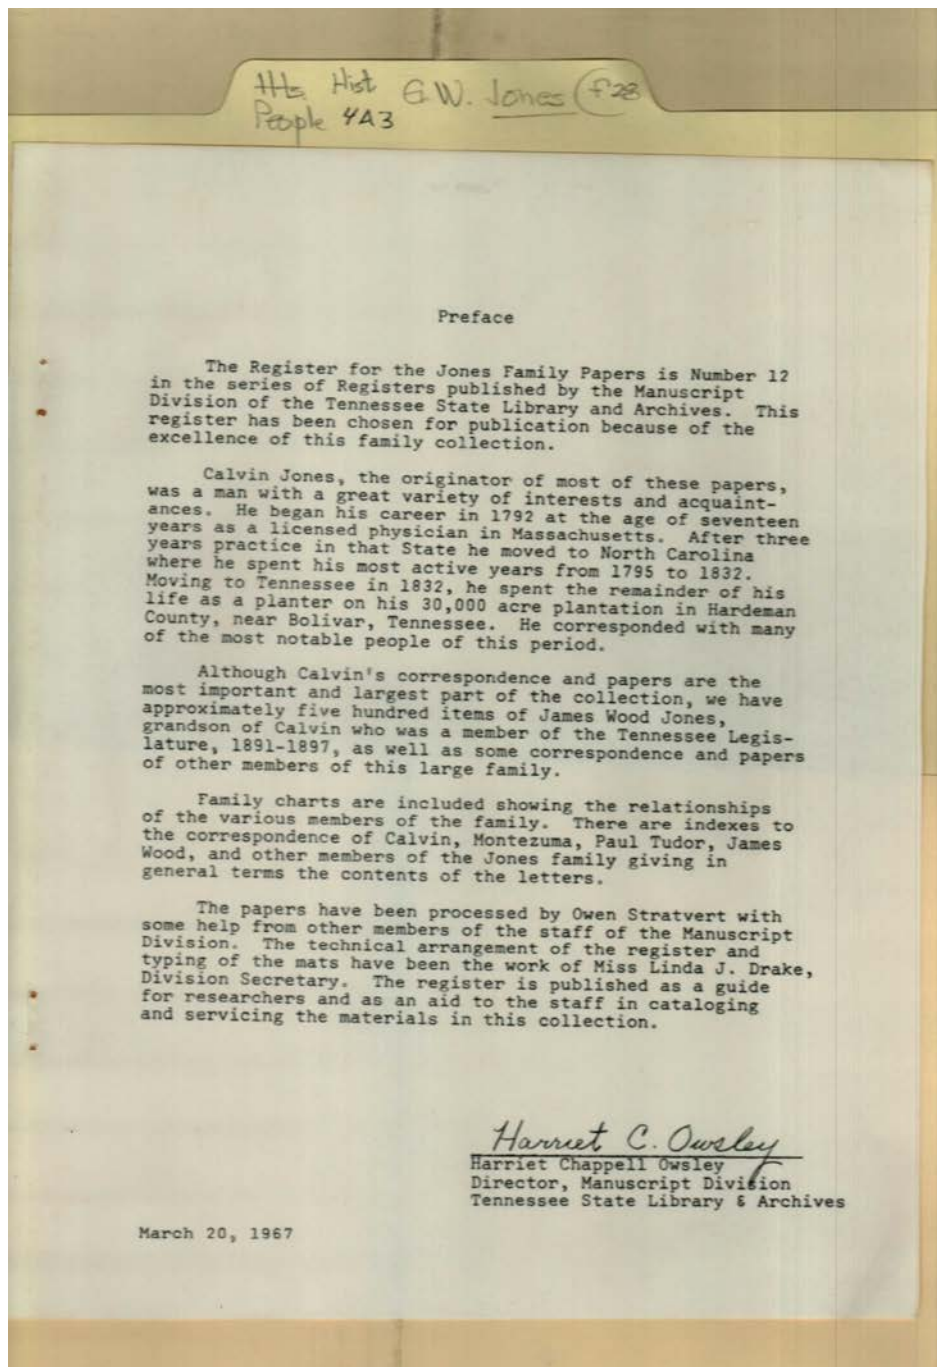 Hts. Hist G.W. Jones f28
People 4A3
Preface
The Register for the Jones Family Papers is Number 12
in the series of Registers published by the Manuscript
Division of the Tennessee State Library and Archives. This
register has been chosen for publication because of the
excellence of this family collection.
Calvin Jones, the originator of most of these papers,
was a man with a great variety of interests and acquaint-
ances. He began his career in 1792 at the age of seventeen
years as a licensed physician in Massachusetts. After three
years practice in that State he moved to North Carolina
where he spent his most active years from 1795 to 1832.
Moving to Tennessee in 1832, he spent the remainder of his
life as a planter on his 30,000 acre plantation in Hardeman
County, near Bolivar, Tennessee. He corresponded with many
of the most notable people of this period.
Although Calvin's correspondence and papers are the
most important and largest part of the collection, we have
approximately five hundred items of James Wood Jones,
grandson of Calvin who was a member of the Tennessee Legis-
lature, 1891-1897, as well as some correspondence and papers
of other members of this large family.
Family charts are included showing the relationships
of the various members of the family. There are indexes to
the correspondence of Calvin, Montezuma, Paul Tudor, James
Wood, and other members of the Jones family giving in
general terms the contents of the letters.
The papers have been processed by Owen Stratvert with
some help from other members of the staff of the Manuscript
Division. The technical arrangement of the register and
typing of the mats have been the work of Miss Linda J. Drake,
Division Secretary. The register is published as a guide
for researchers and as an aid to the staff in cataloging
and servicing the materials in this collection.
Harriet C. Owsley
Harriet Chappell Owsley
Director, Manuscript Division
Tennessee State Library & Archives
March 20, 1967